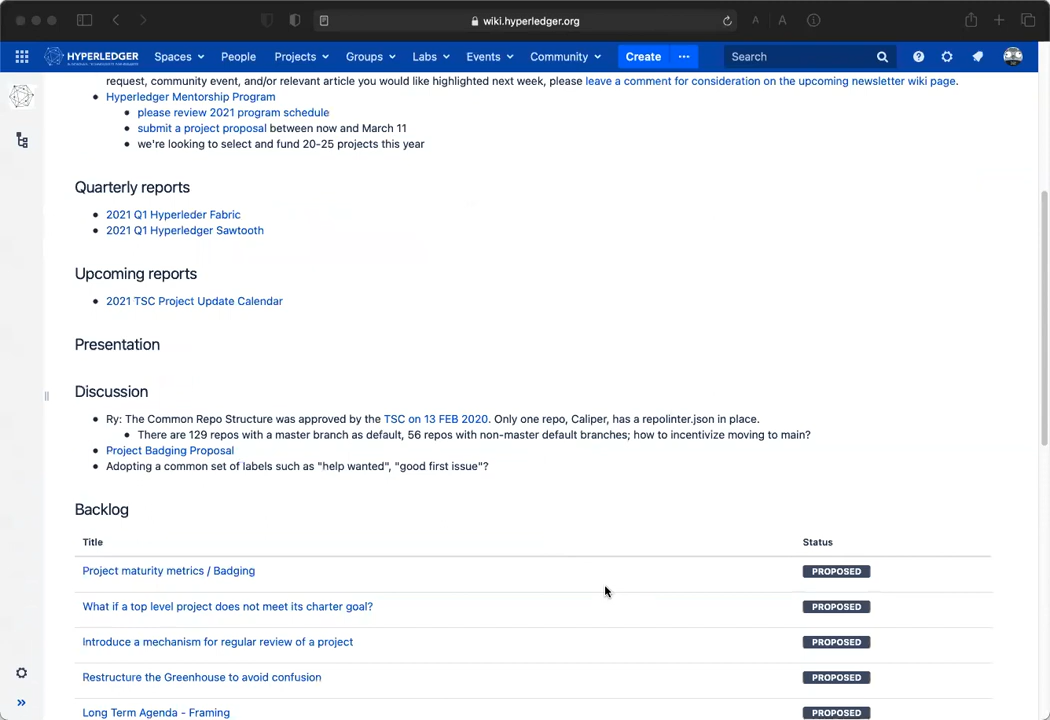 wiki.hyperledger.org
A A
HYPERLEDGER Spaces People Projects Groups Labs Events Community Create ••• Search
request, community event, and/or relevant article you would like highlighted next week, please leave a comment for consideration on the upcoming newsletter wiki page.
• Hyperledger Mentorship Program
• please review 2021 program schedule
• submit a project proposal between now and March 11
• we're looking to select and fund 20-25 projects this year
Quarterly reports
• 2021 Q1 Hyperleder Fabric
• 2021 Q1 Hyperledger Sawtooth
Upcoming reports
• 2021 TSC Project Update Calendar
Presentation
Discussion
• Ry: The Common Repo Structure was approved by the TSC on 13 FEB 2020. Only one repo, Caliper, has a repolinter.json in place.
• There are 129 repos with a master branch as default, 56 repos with non-master default branches; how to incentivize moving to main?
• Project Badging Proposal
• Adopting a common set of labels such as "help wanted", "good first issue"?
Backlog
Title Status
Project maturity metrics / Badging PROPOSED
What if a top level project does not meet its charter goal? PROPOSED
Introduce a mechanism for regular review of a project PROPOSED
Restructure the Greenhouse to avoid confusion PROPOSED
Long Term Agenda - Framing PROPOSED